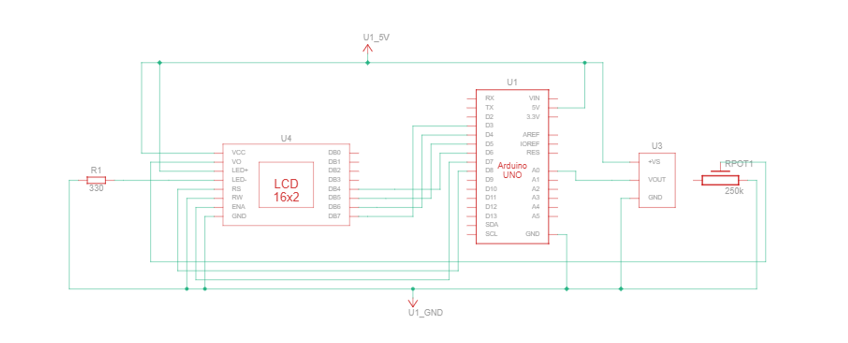 U1_5V
U1
RX
TX
D2
D3
D4
D5
D6
D7
D8
D9
D10
D11
D12
D13
SDA
SCL
VIN
5V
3.3V
AREF
IOREF
RES
A0
A1
A2
A3
A4
A5
GND
Arduino
UNO
U4
VCC
VO
LED+
LED-
RS
RW
ENA
GND
DB0
DB1
DB2
DB3
DB4
DB5
DB6
DB7
LCD
16x2
R1
330
U3
+VS
VOUT
GND
RPOT1
250k
U1_GND